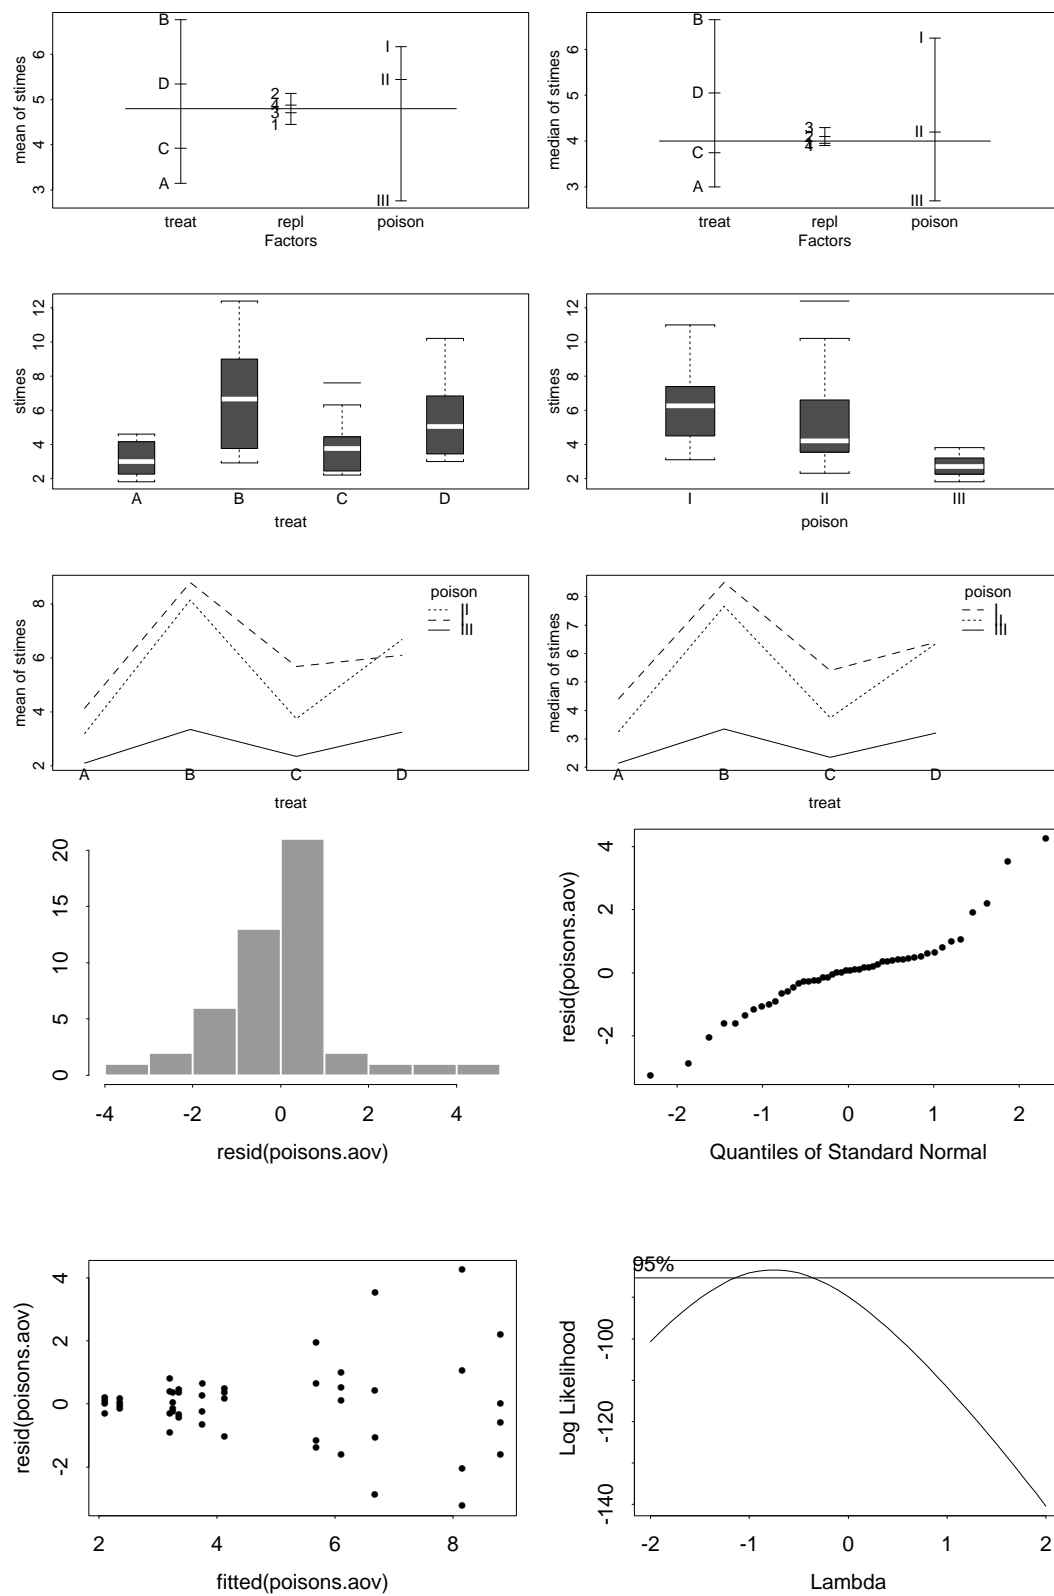 mean of stimes
3 4 5 6
B
D
C
A
2
4
3
1
I
II
III
treat repl poison
Factors
median of stimes
3 4 5 6
B
D
C
A
3
2
4
I
II
III
treat repl poison
Factors
stimes
2 4 6 8 10 12
A B C D
treat
stimes
2 4 6 8 10 12
I II III
poison
mean of stimes
2 4 6 8
poison
III
A B C D
treat
median of stimes
2 3 4 5 6 7 8
poison
I
III
A B C D
treat
0 5 10 15 20
-4 -2 0 2 4
resid(poisons.aov)
resid(poisons.aov)
-2 0 2 4
-2 -1 0 1 2
Quantiles of Standard Normal
resid(poisons.aov)
-2 0 2 4
2 4 6 8
fitted(poisons.aov)
Log Likelihood
-140 -120 -100
95%
-2 -1 0 1 2
Lambda